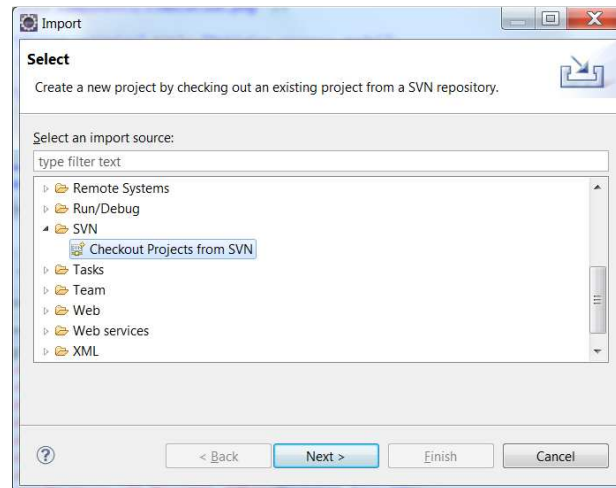 Import
Select
Create a new project by checking out an existing project from a SVN repository.
Select an import source:
type filter text
Remote Systems
Run/Debug
SVN
Checkout Projects from SVN
Tasks
Team
Web
Web services
XML
?
< Back
Next >
Finish
Cancel